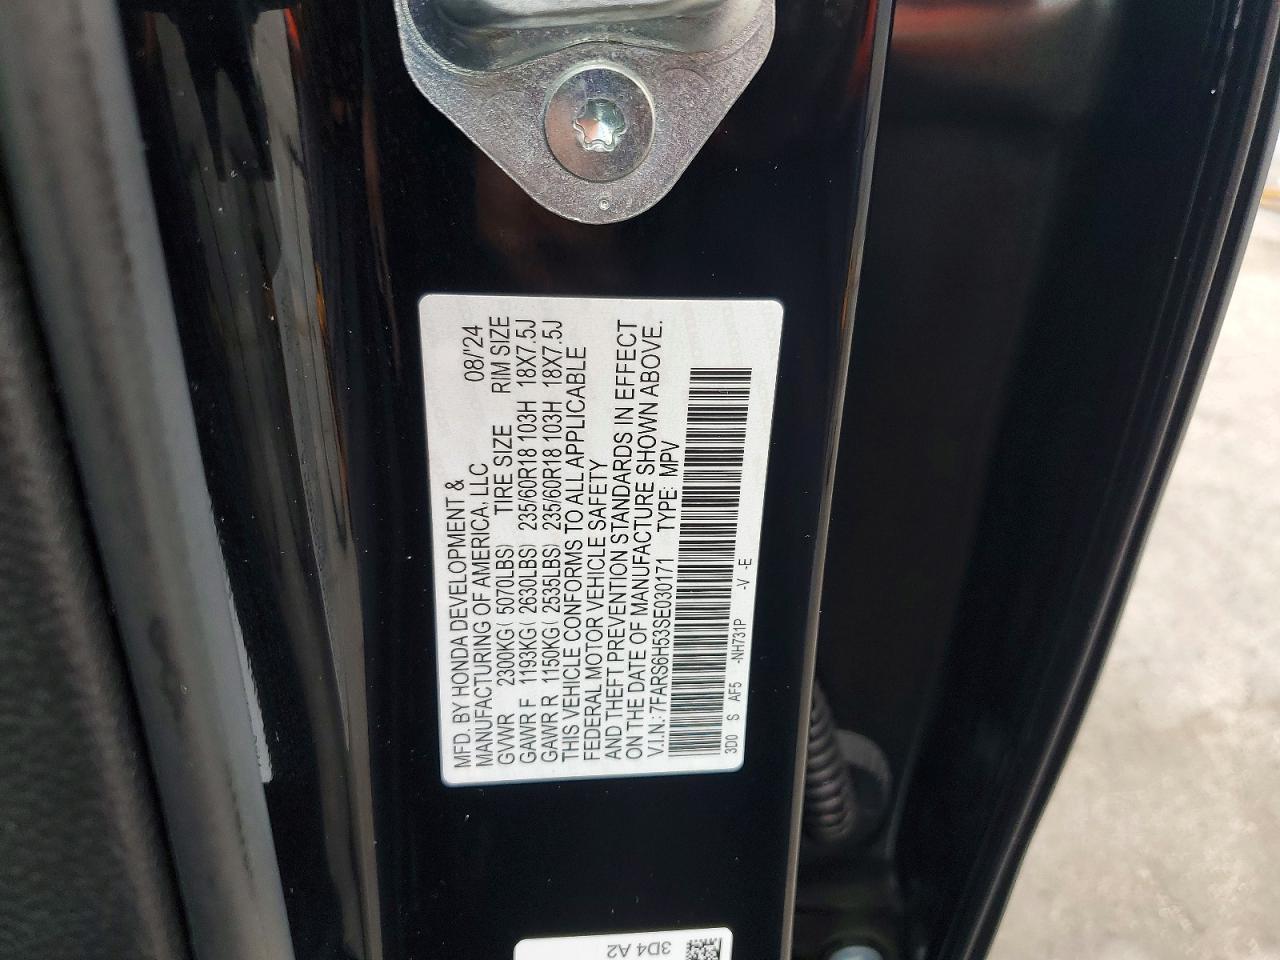 MFD. BY HONDA DEVELOPMENT &
MANUFACTURING OF AMERICA, LLC 08/'24
GVWR 2300KG( 5070LBS) TIRE SIZE RIM SIZE
GAWR F 1193KG( 2630LBS) 235/60R18 103H 18X7.5J
GAWR R 1150KG( 2535LBS) 235/60R18 103H 18X7.5J
THIS VEHICLE CONFORMS TO ALL APPLICABLE
FEDERAL MOTOR VEHICLE SAFETY
AND THEFT PREVENTION STANDARDS IN EFFECT
ON THE DATE OF MANUFACTURE SHOWN ABOVE.
V.I.N.: 7FARS6H53SE030171 TYPE: MPV
3D0 S AF5 -NH731P -V -E
3D4 A2